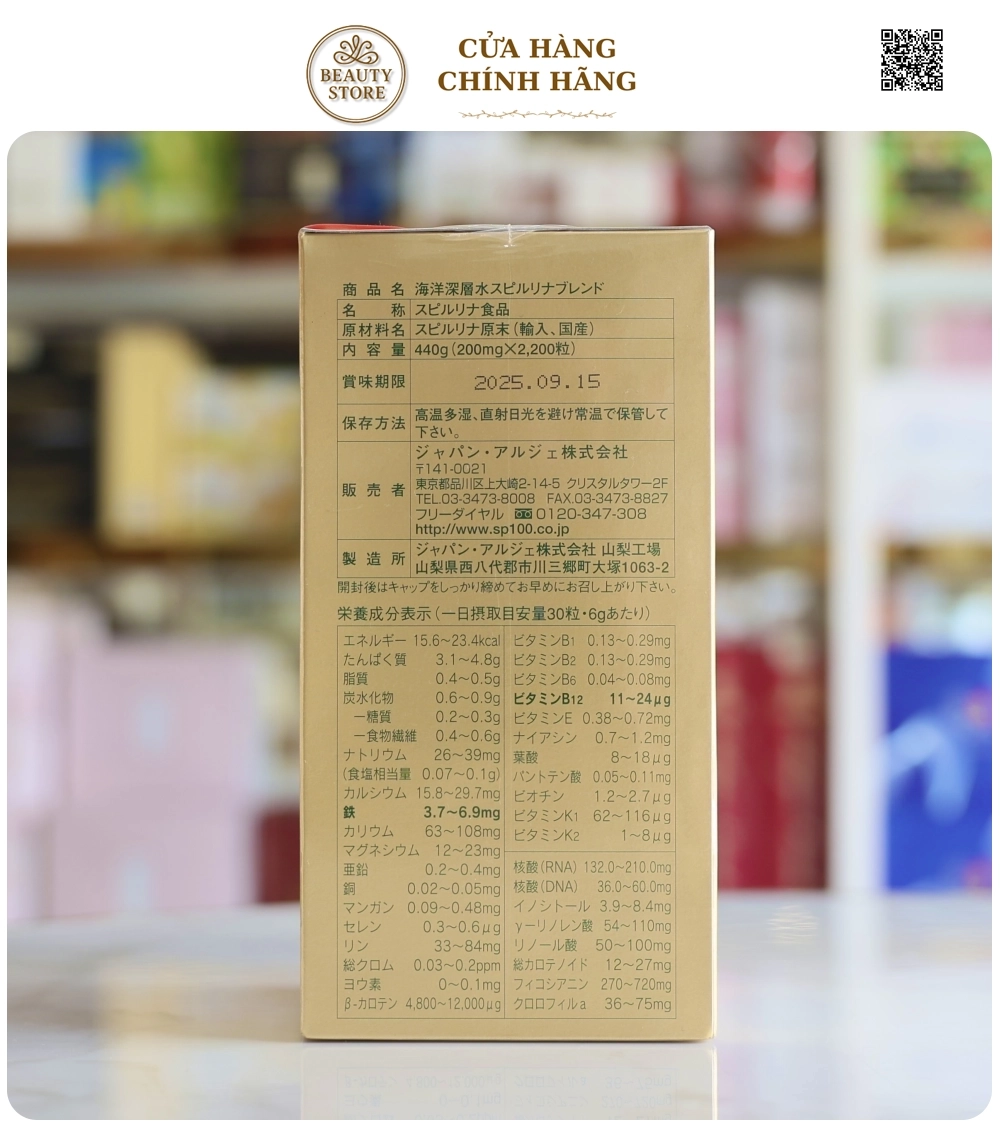 BEAUTY
STORE
CỬA HÀNG
CHÍNH HÃNG
商品名 海洋深層水スピルリナブレンド
名称 スピルリナ食品
原材料名 スピルリナ原末(輸入、国産)
内容量 440g(200mg×2,200粒)
賞味期限 2025.09.15
保存方法 高温多湿、直射日光を避け常温で保管して
下さい。
販売者 ジャパン・アルジェ株式会社
〒141-0021
東京都品川区上大崎2-14-5 クリスタルタワー2F
TEL.03-3473-8008 FAX.03-3473-8827
フリーダイヤル 0120-347-308
http://www.sp100.co.jp
製造所 ジャパン・アルジェ株式会社 山梨工場
山梨県西八代郡市川三郷町大塚1063-2
開封後はキャップをしっかり締めてお早めにお召し上がり下さい。
栄養成分表示(一日摂取目安量30粒・6gあたり)
エネルギー 15.6~23.4kcal
たんぱく質 3.1~4.8g
脂質 0.4~0.5g
炭水化物 0.6~0.9g
ー糖質 0.2~0.3g
ー食物繊維 0.4~0.6g
ナトリウム 26~39mg
(食塩相当量 0.07~0.1g)
カルシウム 15.8~29.7mg
鉄 3.7~6.9mg
カリウム 63~108mg
マグネシウム 12~23mg
亜鉛 0.2~0.4mg
銅 0.02~0.05mg
マンガン 0.09~0.48mg
セレン 0.3~0.6μg
リン 33~84mg
総クロム 0.03~0.2ppm
ヨウ素 0~0.1mg
β-カロテン 4,800~12,000μg
ビタミンB1 0.13~0.29mg
ビタミンB2 0.13~0.29mg
ビタミンB6 0.04~0.08mg
ビタミンB12 11~24μg
ビタミンE 0.38~0.72mg
ナイアシン 0.7~1.2mg
葉酸 8~18μg
パントテン酸 0.05~0.11mg
ビオチン 1.2~2.7μg
ビタミンK1 62~116μg
ビタミンK2 1~8μg
核酸(RNA) 132.0~210.0mg
核酸(DNA) 36.0~60.0mg
イノシトール 3.9~8.4mg
γーリノレン酸 54~110mg
リノール酸 50~100mg
総カロテノイド 12~27mg
フィコシアニン 270~720mg
クロロフィルa 36~75mg